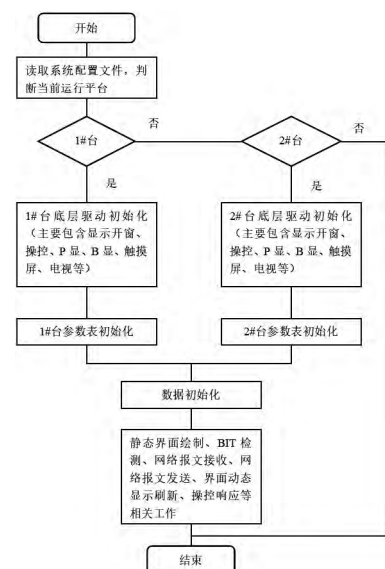 开始
读取系统配置文件，判
断当前运行平台
1#台
否
2#台
否
是
是
1#台底层驱动初始化
（主要包含显示开窗、
操控、P 显、B 显、触摸
屏、电视等）
2#台底层驱动初始化
（主要包含显示开窗、
操控、P 显、B 显、触摸
屏、电视等）
1#台参数表初始化
2#台参数表初始化
数据初始化
静态界面绘制、BIT 检
测、网络报文接收、网
络报文发送、界面动态
显示刷新、操控响应等
相关工作
结束